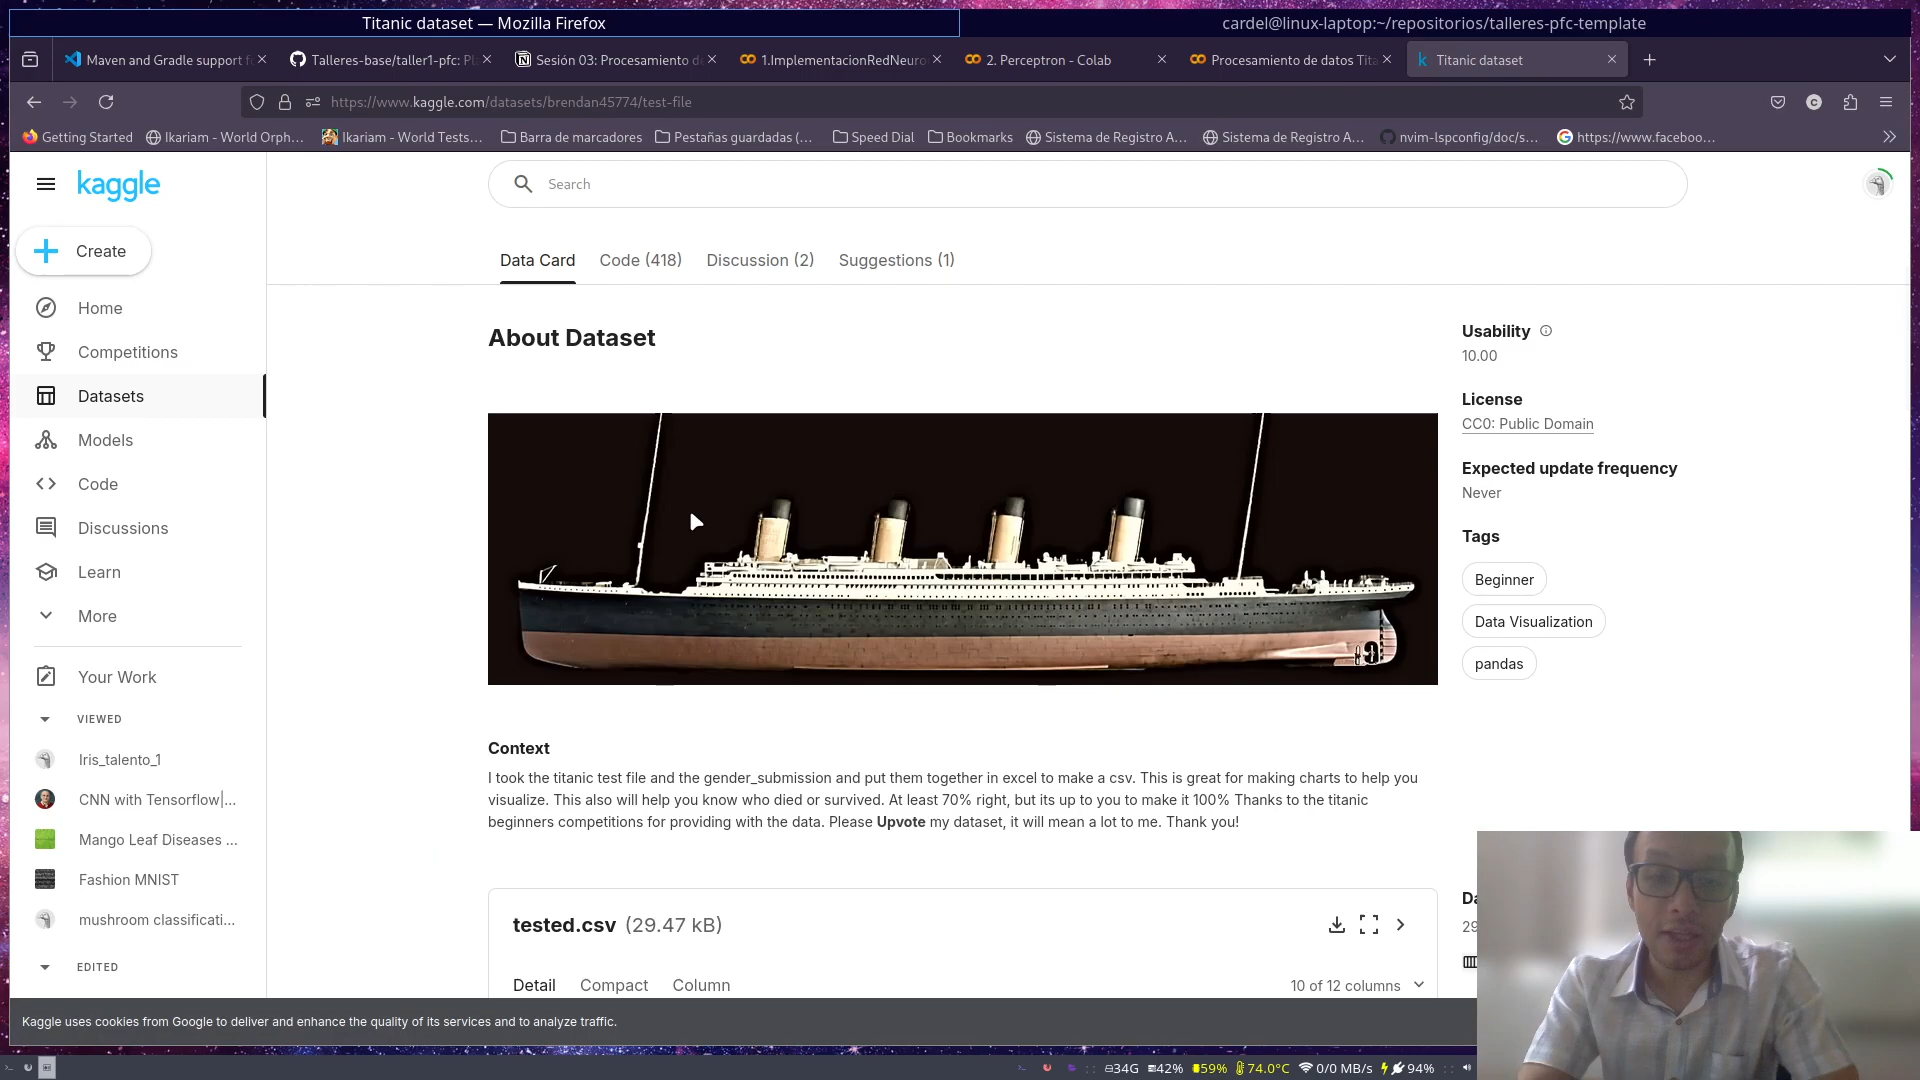 Titanic dataset — Mozilla Firefox
cardel@linux-laptop:~/repositorios/talleres-pfc-template
Maven and Gradle support f
Talleres-base/taller1-pfc: Pl
Sesión 03: Procesamiento d
1.ImplementacionRedNeuro
2. Perceptron - Colab
Procesamiento de datos Tita
Titanic dataset
https://www.kaggle.com/datasets/brendan45774/test-file
Getting Started
Ikariam - World Orph...
Ikariam - World Tests...
Barra de marcadores
Pestañas guardadas (...
Speed Dial
Bookmarks
Sistema de Registro A...
Sistema de Registro A...
nvim-lspconfig/doc/s...
https://www.faceboo...
kaggle
Search
Create
Home
Competitions
Datasets
Models
Code
Discussions
Learn
More
Your Work
VIEWED
Iris_talento_1
CNN with Tensorflow|...
Mango Leaf Diseases ...
Fashion MNIST
mushroom classificati...
EDITED
Data Card
Code (418)
Discussion (2)
Suggestions (1)
About Dataset
Context
I took the titanic test file and the gender_submission and put them together in excel to make a csv. This is great for making charts to help you
visualize. This also will help you know who died or survived. At least 70% right, but its up to you to make it 100% Thanks to the titanic
beginners competitions for providing with the data. Please Upvote my dataset, it will mean a lot to me. Thank you!
tested.csv (29.47 kB)
Detail
Compact
Column
10 of 12 columns
Usability
10.00
License
CC0: Public Domain
Expected update frequency
Never
Tags
Beginner
Data Visualization
pandas
Da
29
Kaggle uses cookies from Google to deliver and enhance the quality of its services and to analyze traffic.
34G
42%
59%
74.0°C
0/0 MB/s
94%